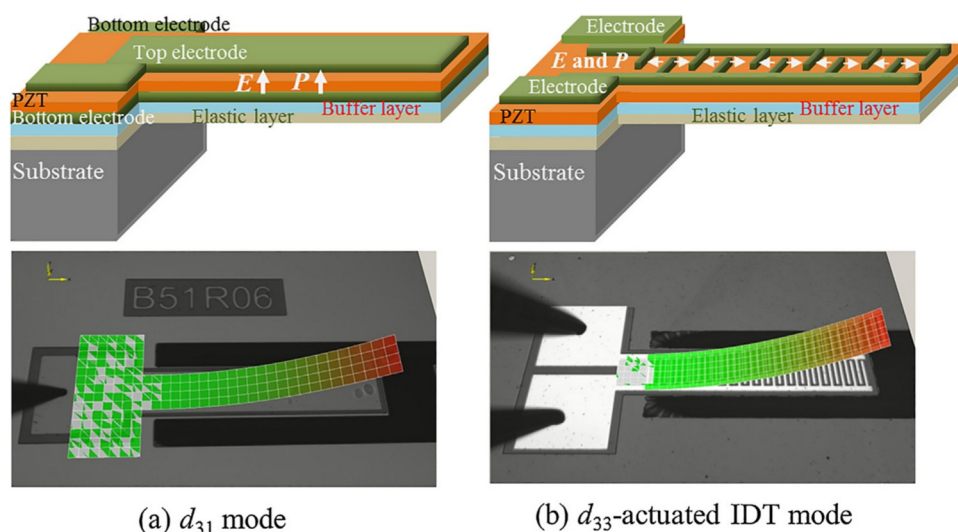 Bottom electrode
Top electrode
E P
PZT
Bottom electrode
Elastic layer
Buffer layer
Substrate
Electrode
E and P
Electrode
PZT
Elastic layer
Buffer layer
Substrate
B51R06
(a) d31 mode
(b) d33-actuated IDT mode